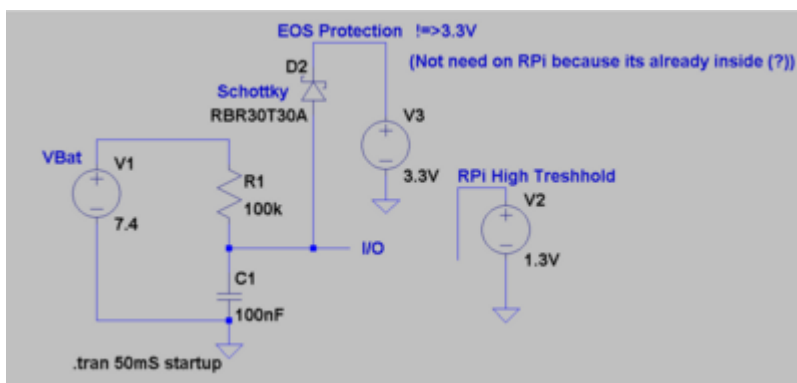 EOS Protection !=>3.3V
(Not need on RPi because its already inside (?))
D2
Schottky
RBR30T30A
V3
3.3V
VBat
V1
7.4
R1
100k
RPi High Treshhold
V2
1.3V
I/O
C1
100nF
.tran 50mS startup